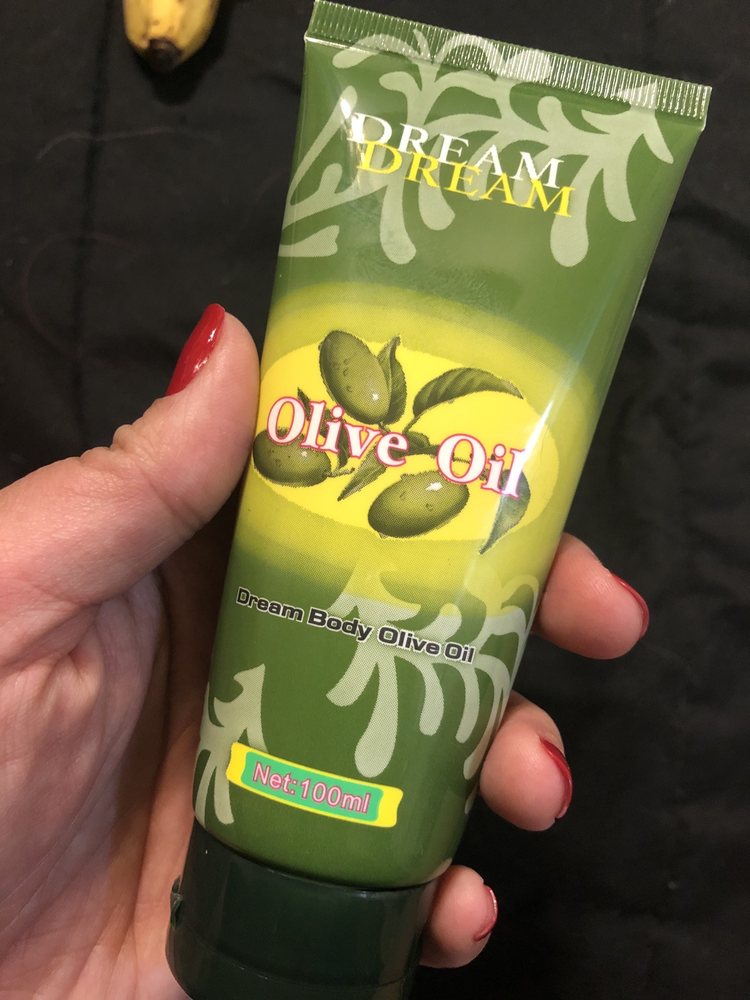 DREAM
DREAM
Olive Oil
Dream Body Olive Oil
Net:100ml